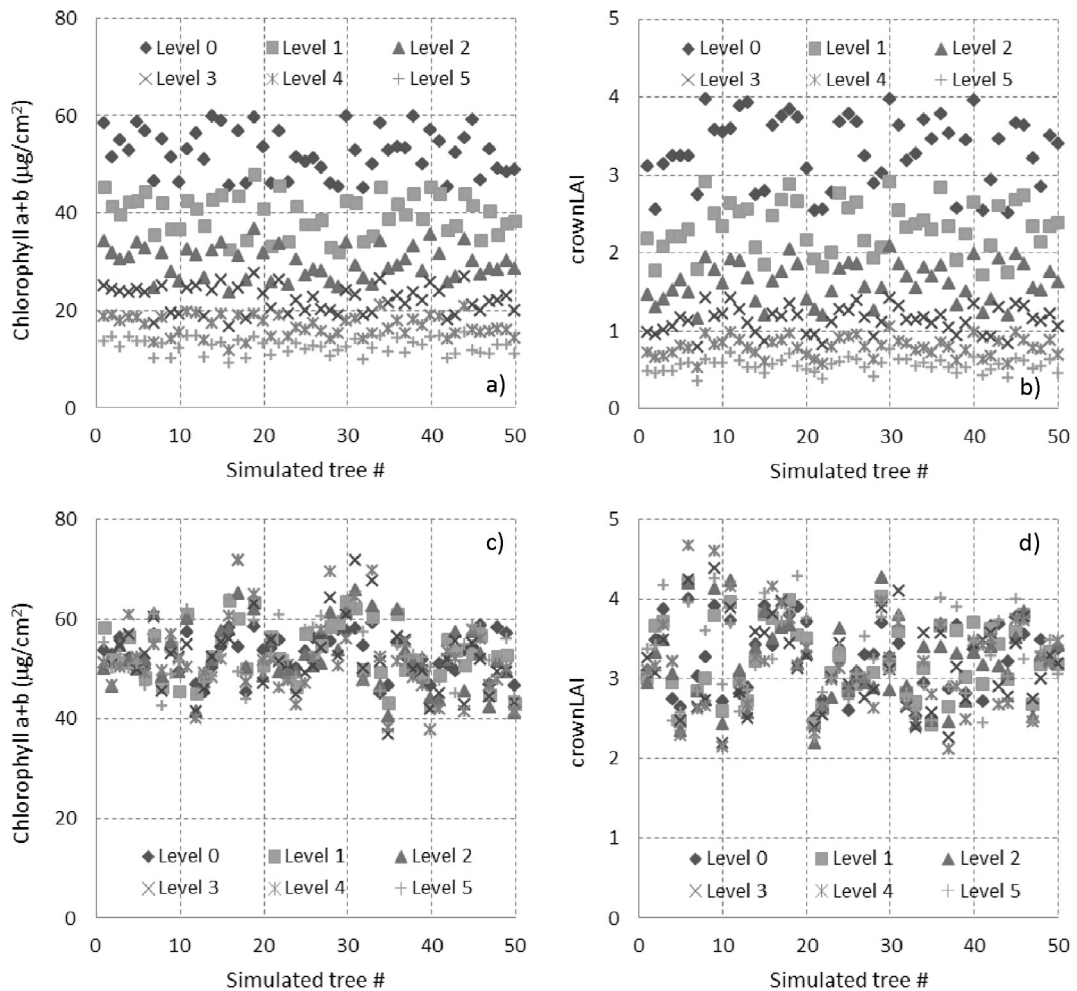 80
60
40
20
0
Chlorophyll a+b (µg/cm²)
Level 0 Level 1 Level 2
Level 3 Level 4 Level 5
a)
0 10 20 30 40 50
Simulated tree #
5
4
3
2
1
0
crownLAI
Level 0 Level 1 Level 2
Level 3 Level 4 Level 5
b)
0 10 20 30 40 50
Simulated tree #
80
60
40
20
0
Chlorophyll a+b (µg/cm²)
c)
Level 0 Level 1 Level 2
Level 3 Level 4 Level 5
0 10 20 30 40 50
Simulated tree #
5
4
3
2
1
0
crownLAI
d)
Level 0 Level 1 Level 2
Level 3 Level 4 Level 5
0 10 20 30 40 50
Simulated tree #